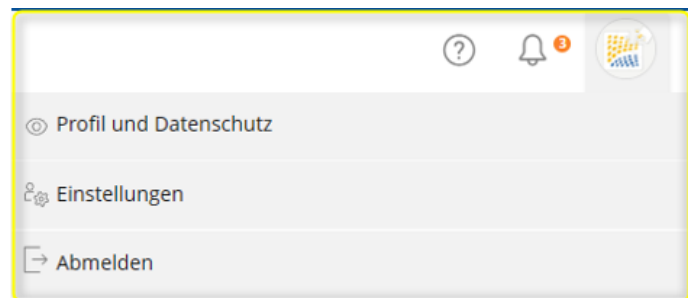 ?
3
Profil und Datenschutz
Einstellungen
Abmelden